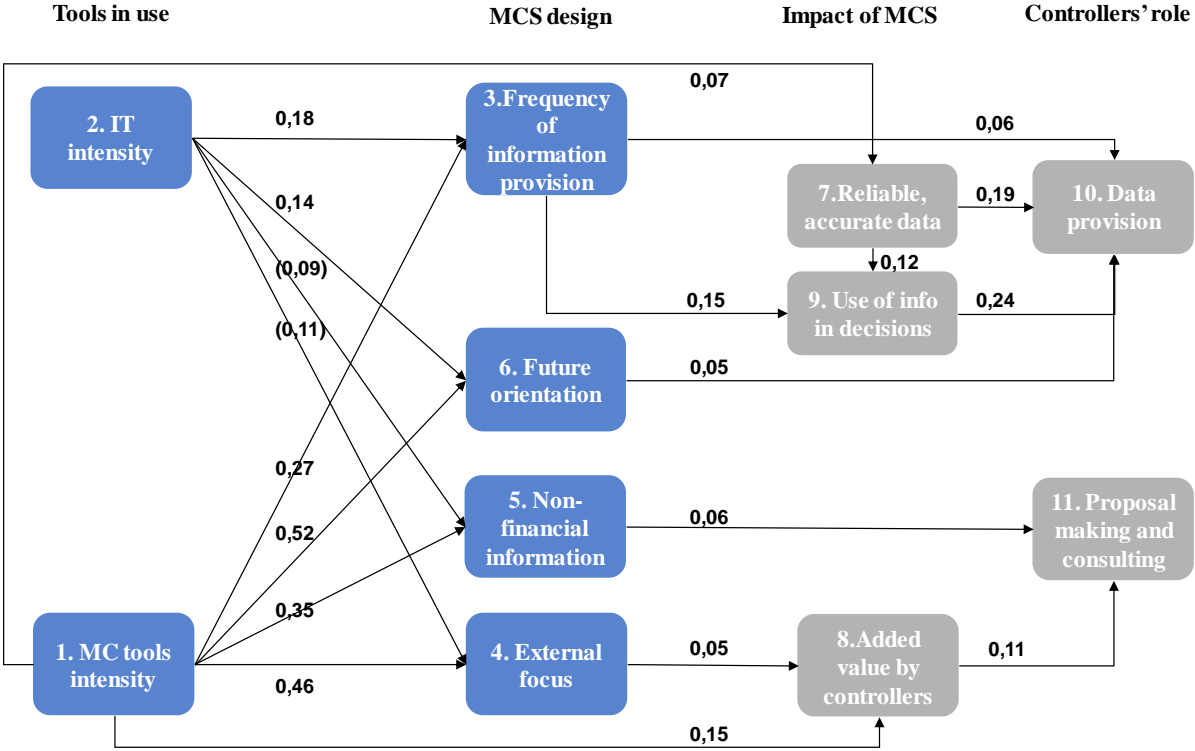 Tools in use
MCS design
Impact of MCS
Controllers' role
2. IT
intensity
0,18
0,14
(0,09)
(0,11)
0,27
0,52
0,35
0,46
1. MC tools
intensity
3.Frequency
of
information
provision
6. Future
orientation
5. Non-
financial
information
4. External
focus
0,07
0,15
0,05
0,06
0,05
0,15
7.Reliable,
accurate data
0,12
9. Use of info
in decisions
8.Added
value by
controllers
0,06
0,19
0,24
0,11
10. Data
provision
11. Proposal
making and
consulting